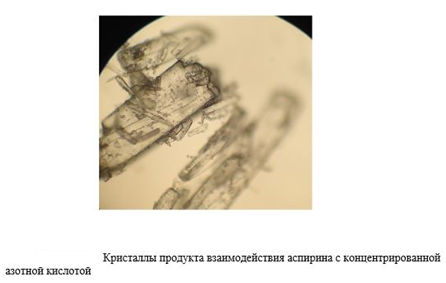 Кристаллы продукта взаимодействия аспирина с концентрированной
азотной кислотой